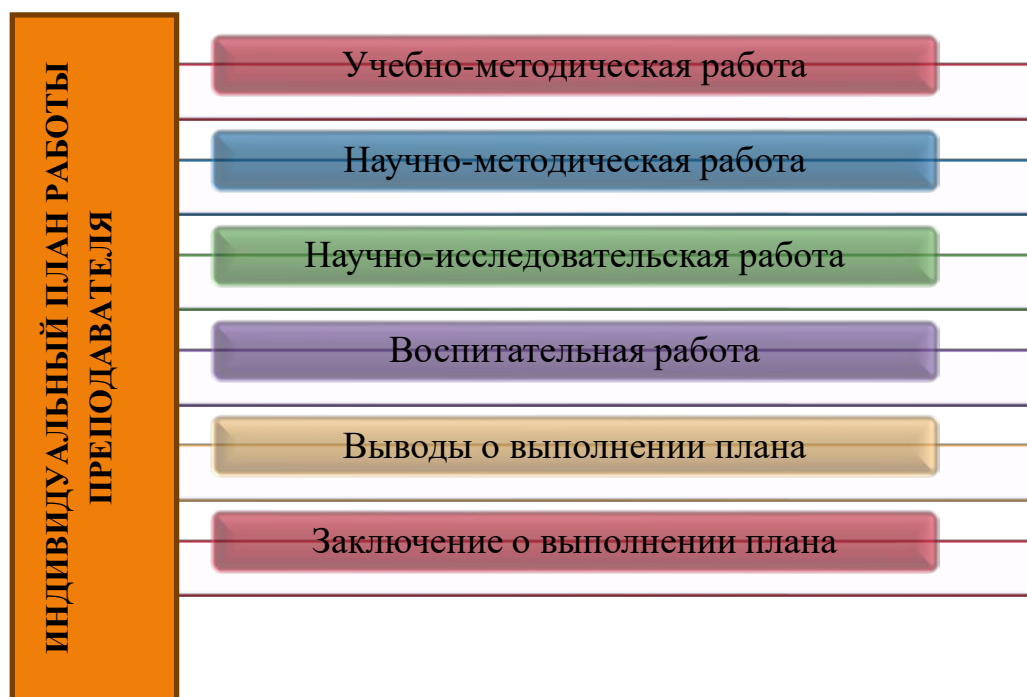 ИНДИВИДУАЛЬНЫЙ ПЛАН РАБОТЫ
ПРЕПОДАВАТЕЛЯ
Учебно-методическая работа
Научно-методическая работа
Научно-исследовательская работа
Воспитательная работа
Выводы о выполнении плана
Заключение о выполнении плана